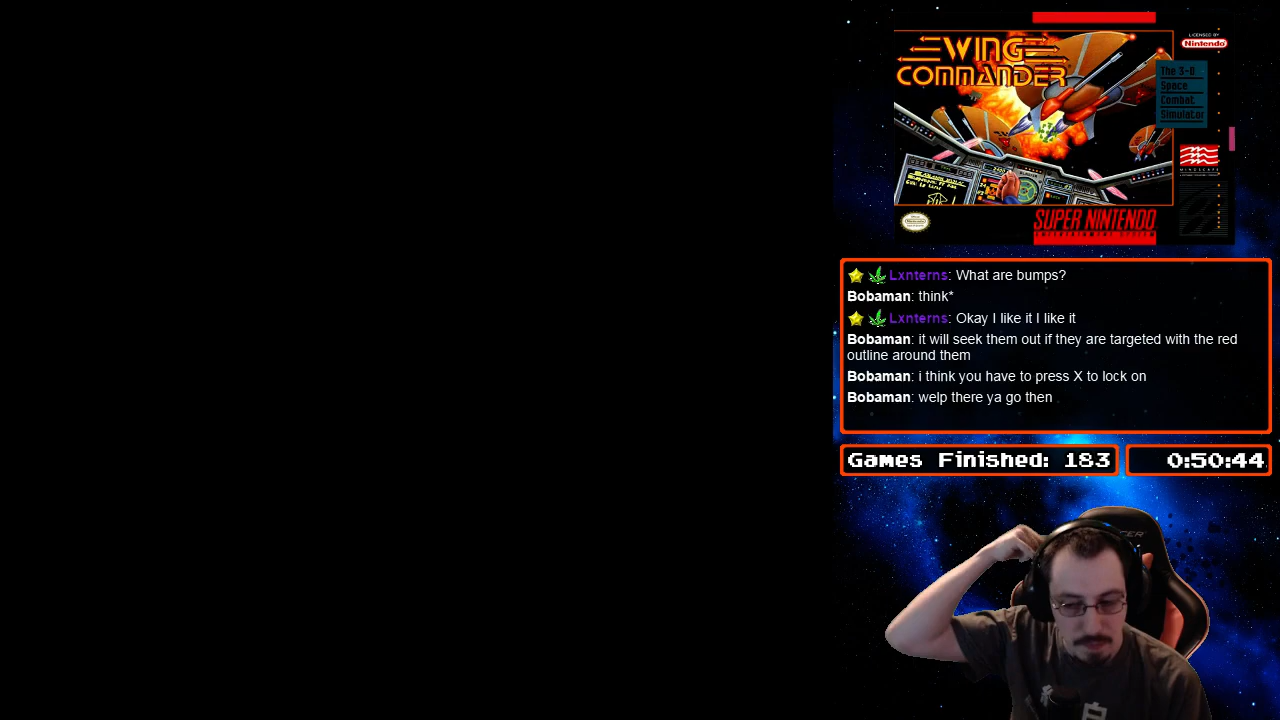 WING
COMMANDER
LICENSED BY
Nintendo
The 3-D
Space
Combat
Simulator
MINDSCAPE
SUPER NINTENDO
ENTERTAINMENT SYSTEM
Lxnterns: What are bumps?
Bobaman: think*
Lxnterns: Okay I like it I like it
Bobaman: it will seek them out if they are targeted with the red
outline around them
Bobaman: i think you have to press X to lock on
Bobaman: welp there ya go then
Games Finished: 183
0:50:44